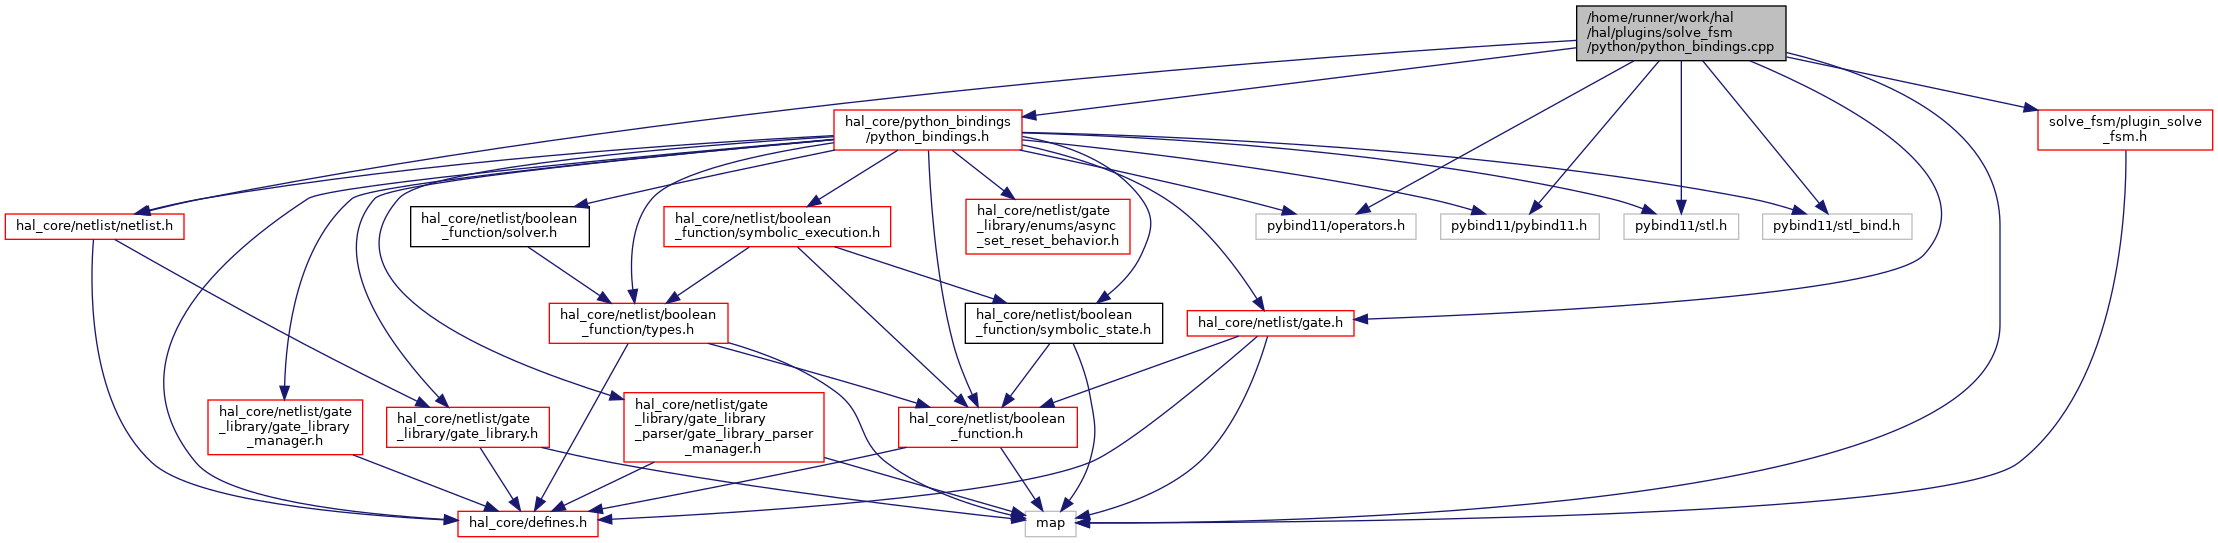 /home/runner/work/hal
/hal/plugins/solve_fsm
/python/python_bindings.cpp
hal_core/python_bindings
/python_bindings.h
solve_fsm/plugin_solve
_fsm.h
hal_core/netlist/netlist.h
hal_core/netlist/boolean
_function/solver.h
hal_core/netlist/boolean
_function/symbolic_execution.h
hal_core/netlist/gate
_library/enums/async
_set_reset_behavior.h
pybind11/operators.h
pybind11/pybind11.h
pybind11/stl.h
pybind11/stl_bind.h
hal_core/netlist/boolean
_function/types.h
hal_core/netlist/boolean
_function/symbolic_state.h
hal_core/netlist/gate.h
hal_core/netlist/gate
_library/gate_library
_manager.h
hal_core/netlist/gate
_library/gate_library.h
hal_core/netlist/gate
_library/gate_library
_parser/gate_library_parser
_manager.h
hal_core/netlist/boolean
_function.h
hal_core/defines.h
map